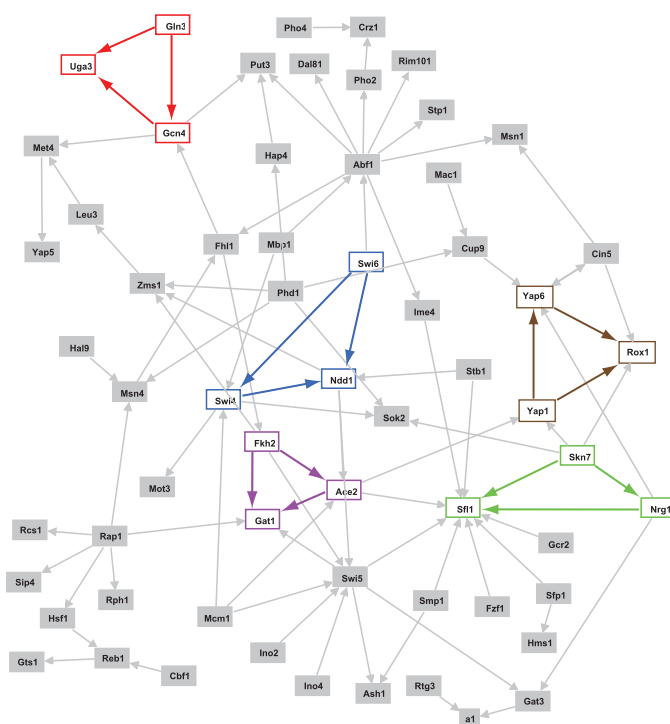 Gln3
Pho4
Crz1
Uga3
Put3
Dal81
Rim101
Pho2
Stp1
Gcn4
Msn1
Met4
Hap4
Abf1
Mac1
Leu3
Yap5
Fhl1
Mbp1
Cup9
Cin5
Swi6
Zms1
Phd1
Yap6
Ime4
Hal9
Rox1
Ndd1
Stb1
Msn4
Swi4
Yap1
Sok2
Fkh2
Skn7
Mot3
Ace2
Sfl1
Nrg1
Gat1
Rcs1
Rap1
Gcr2
Sip4
Swi5
Rph1
Smp1
Fzf1
Sfp1
Hsf1
Mcm1
Hms1
Ino2
Gts1
Reb1
Cbf1
Ino4
Ash1
Rtg3
Gat3
a1